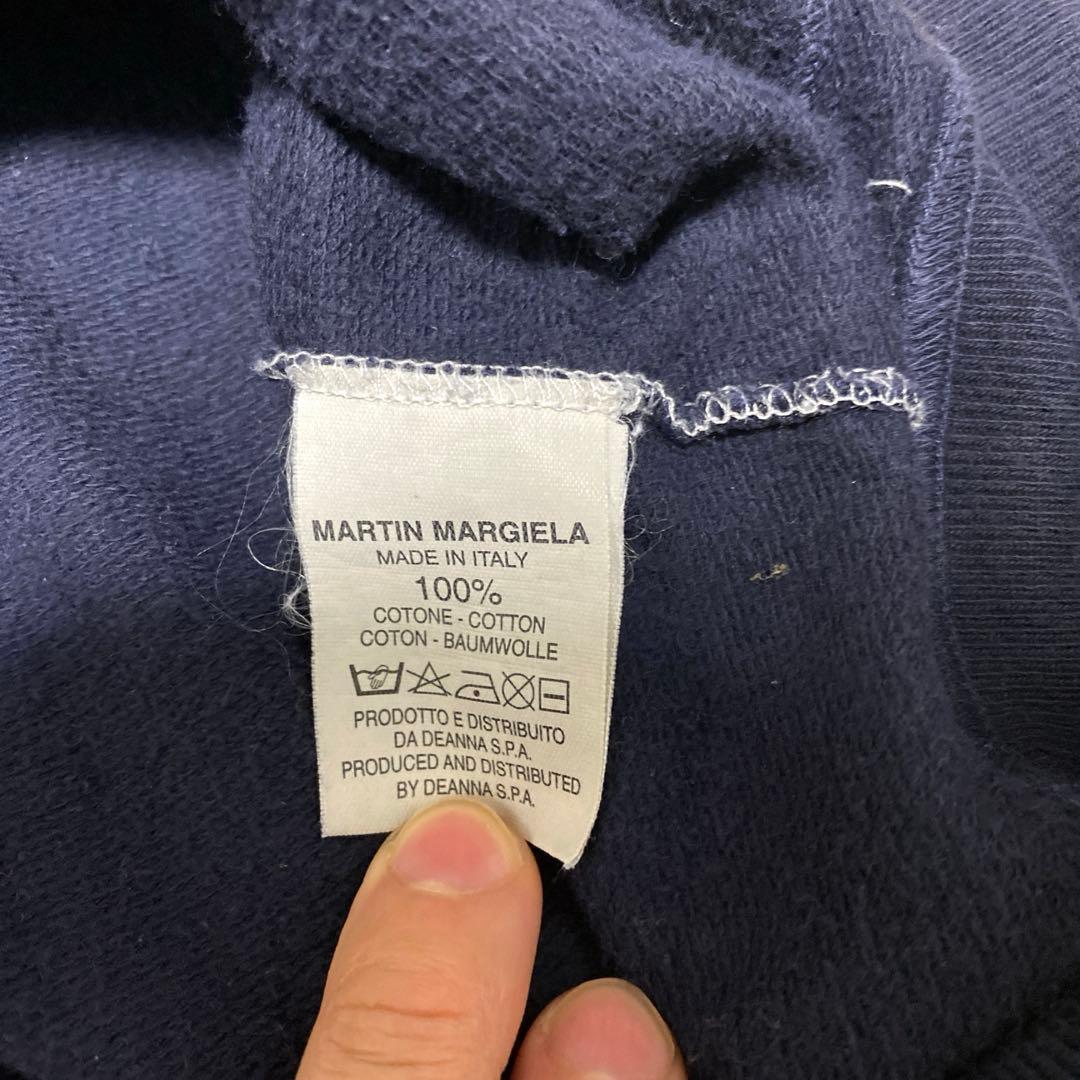 MARTIN MARGIELA
MADE IN ITALY
100%
COTONE - COTTON
COTON - BAUMWOLLE
PRODOTTO E DISTRIBUITO
DA DEANNA S.P.A.
PRODUCED AND DISTRIBUTED
BY DEANNA S.P.A.